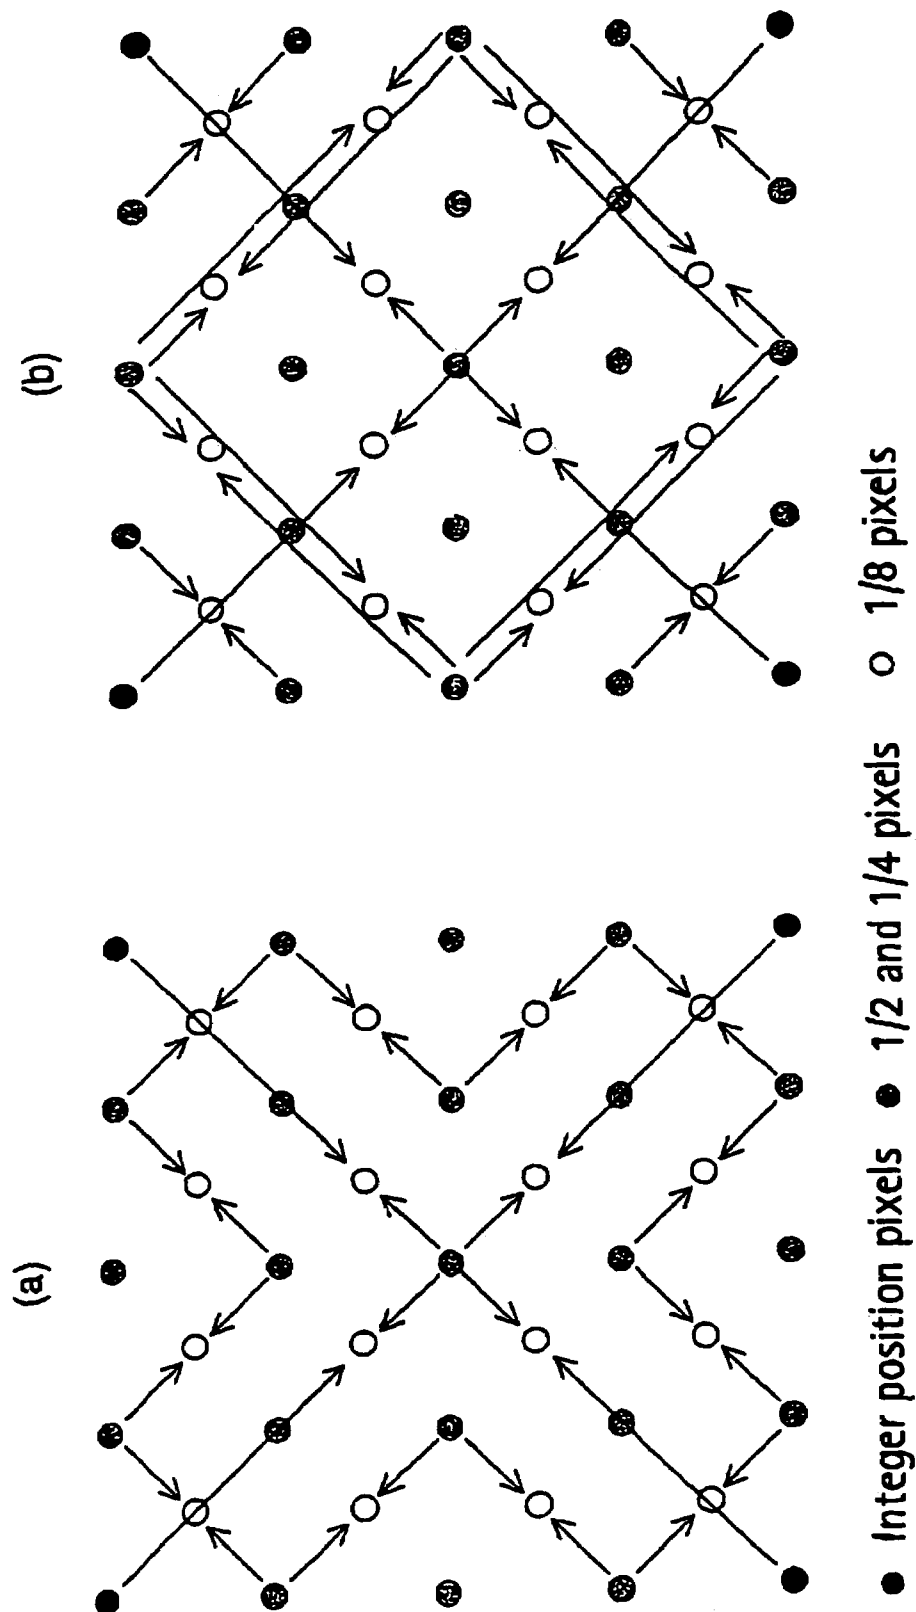 (a)
(b)
Integer position pixels
1/2 and 1/4 pixels
1/8 pixels